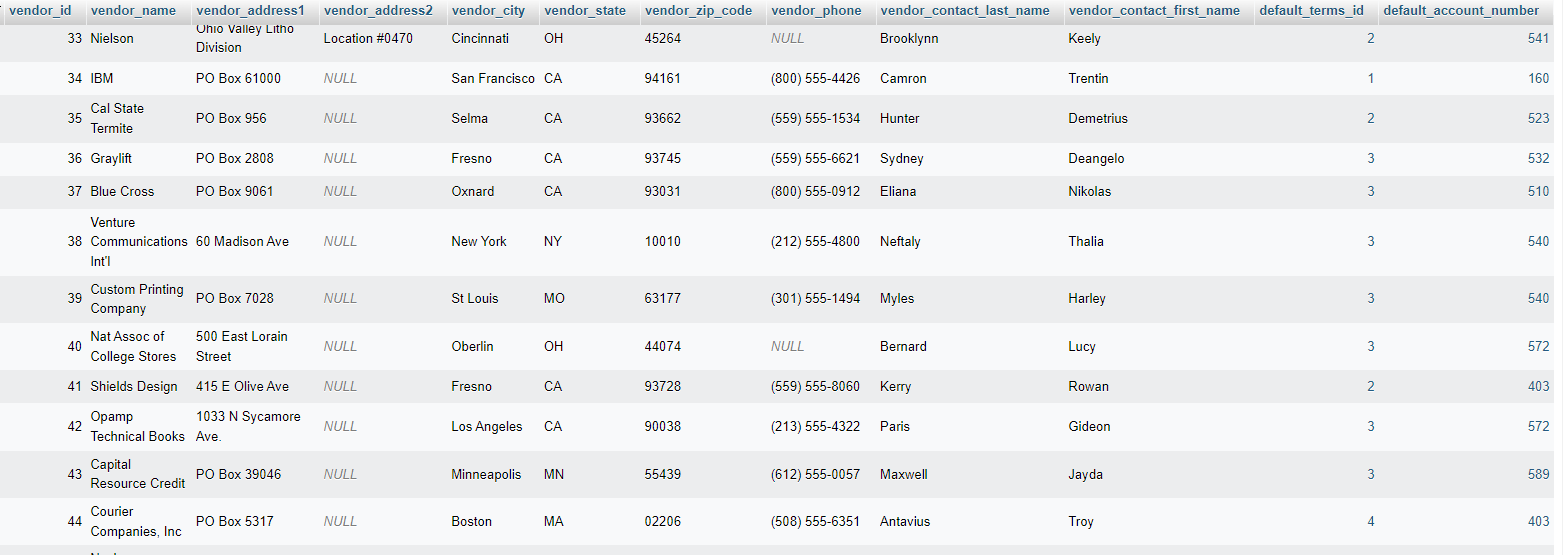 vendor_id vendor_name vendor_address1 vendor_address2 vendor_city vendor_state vendor_zip_code vendor_phone vendor_contact_last_name vendor_contact_first_name default_terms_id default_account_number
33 Nielson Ohio Valley Litho Division Location #0470 Cincinnati OH 45264 NULL Brooklynn Keely 2 541
34 IBM PO Box 61000 NULL San Francisco CA 94161 (800) 555-4426 Camron Trentin 1 160
35 Cal State Termite PO Box 956 NULL Selma CA 93662 (559) 555-1534 Hunter Demetrius 2 523
36 Graylift PO Box 2808 NULL Fresno CA 93745 (559) 555-6621 Sydney Deangelo 3 532
37 Blue Cross PO Box 9061 NULL Oxnard CA 93031 (800) 555-0912 Eliana Nikolas 3 510
38 Venture Communications Int'l 60 Madison Ave NULL New York NY 10010 (212) 555-4800 Neftaly Thalia 3 540
39 Custom Printing Company PO Box 7028 NULL St Louis MO 63177 (301) 555-1494 Myles Harley 3 540
40 Nat Assoc of College Stores 500 East Lorain Street NULL Oberlin OH 44074 NULL Bernard Lucy 3 572
41 Shields Design 415 E Olive Ave NULL Fresno CA 93728 (559) 555-8060 Kerry Rowan 2 403
42 Opamp Technical Books 1033 N Sycamore Ave. NULL Los Angeles CA 90038 (213) 555-4322 Paris Gideon 3 572
43 Capital Resource Credit PO Box 39046 NULL Minneapolis MN 55439 (612) 555-0057 Maxwell Jayda 3 589
44 Courier Companies, Inc PO Box 5317 NULL Boston MA 02206 (508) 555-6351 Antavius Troy 4 403